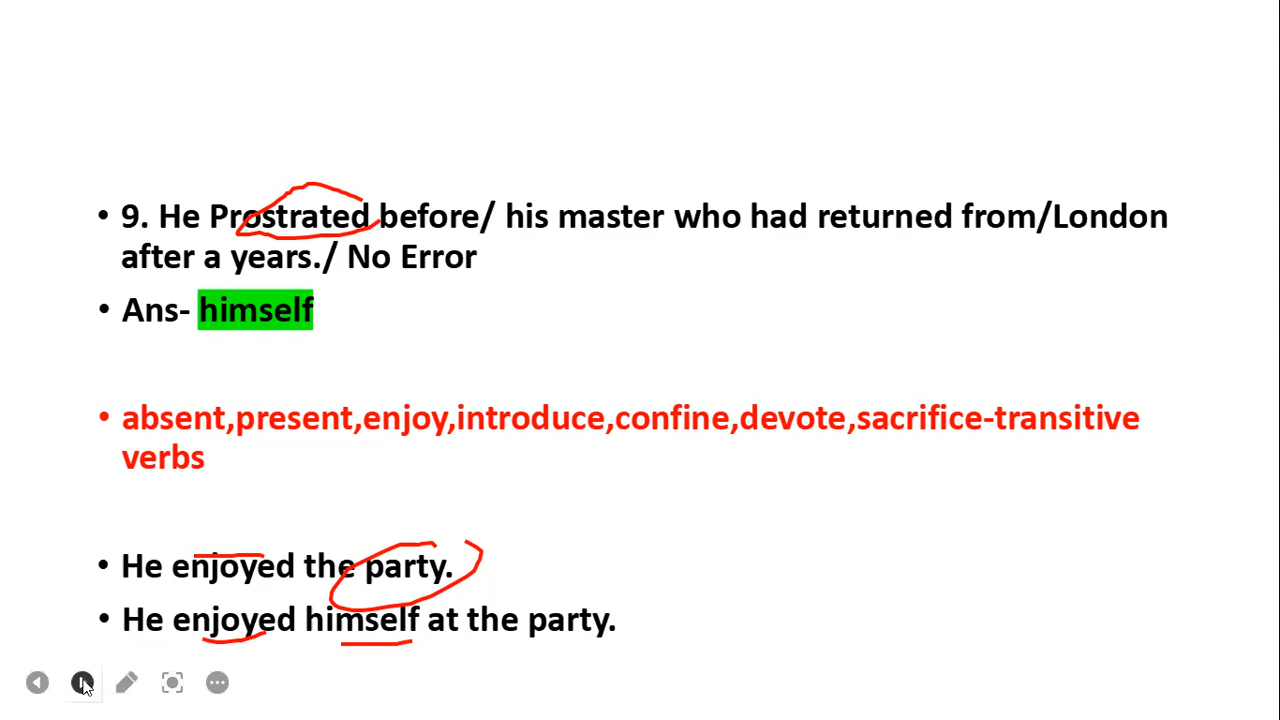 • 9. He Prostrated before/ his master who had returned from/London
after a years./ No Error
• Ans- himself
• absent,present,enjoy,introduce,confine,devote,sacrifice-transitive
verbs
• He enjoyed the party.
• He enjoyed himself at the party.